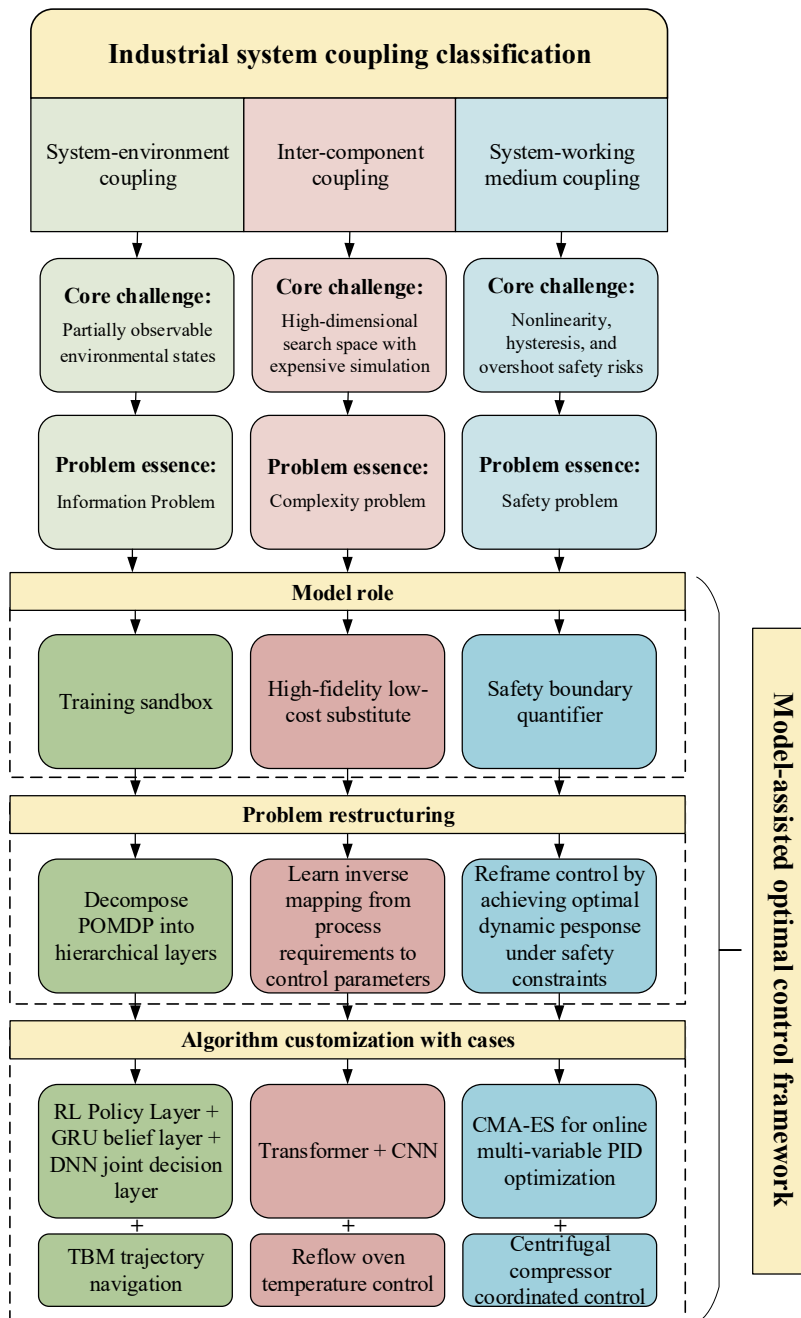 Industrial system coupling classification
System-environment
coupling
Inter-component
coupling
System-working
medium coupling
Core challenge:
Partially observable
environmental states
Core challenge:
High-dimensional
search space with
expensive simulation
Core challenge:
Nonlinearity,
hysteresis, and
overshoot safety risks
Problem essence:
Information Problem
Problem essence:
Complexity problem
Problem essence:
Safety problem
Model role
Training sandbox
High-fidelity low-
cost substitute
Safety boundary
quantifier
Problem restructuring
Decompose
POMDP into
hierarchical layers
Learn inverse
mapping from
process
requirements to
control parameters
Reframe control by
achieving optimal
dynamic pesponse
under safety
constraints
Algorithm customization with cases
RL Policy Layer +
GRU belief layer +
DNN joint decision
layer
+
TBM trajectory
navigation
Transformer + CNN
+
Reflow oven
temperature control
CMA-ES for online
multi-variable PID
optimization
+
Centrifugal
compressor
coordinated control
Model-assisted optimal control framework